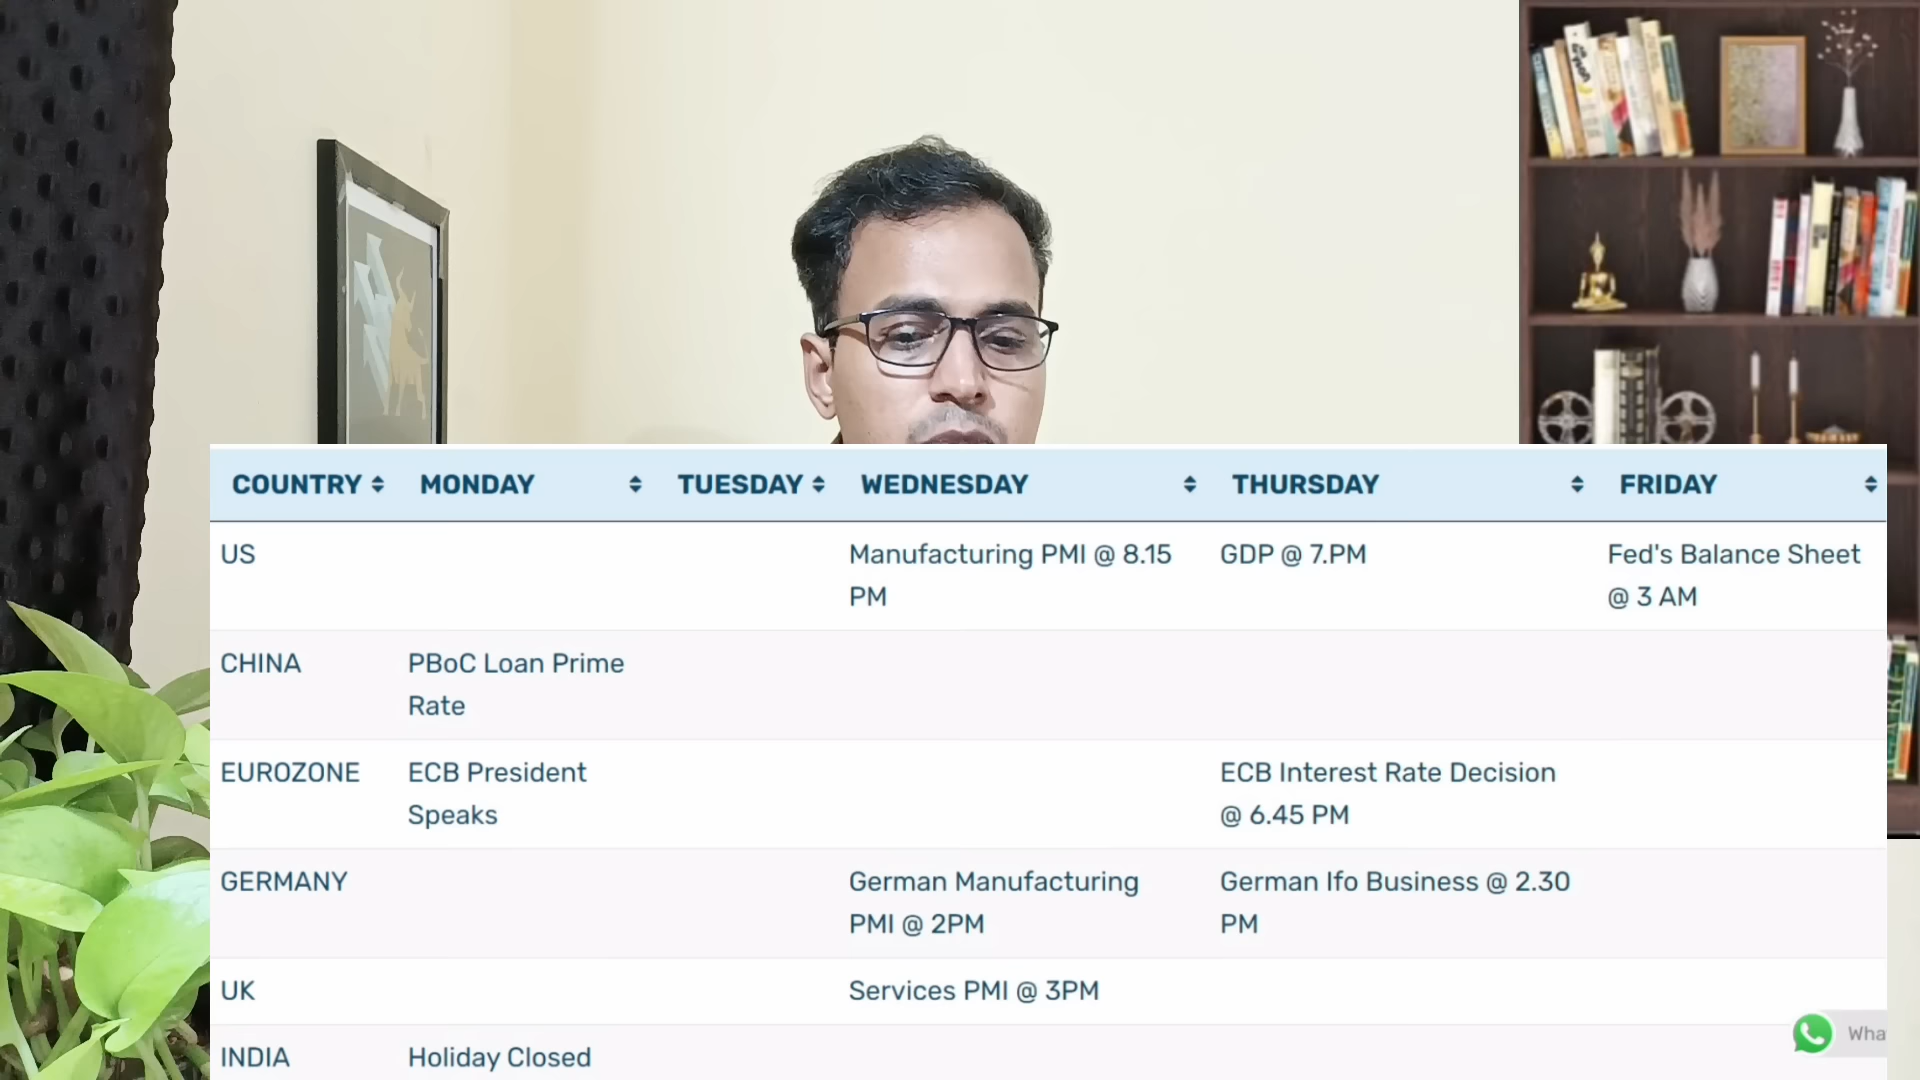 COUNTRY MONDAY TUESDAY WEDNESDAY THURSDAY FRIDAY
US Manufacturing PMI @ 8.15 GDP @ 7.PM Fed's Balance Sheet
PM @ 3 AM
CHINA PBoC Loan Prime
Rate
EUROZONE ECB President ECB Interest Rate Decision
Speaks @ 6.45 PM
GERMANY German Manufacturing German Ifo Business @ 2.30
PMI @ 2PM PM
UK Services PMI @ 3PM
Wha
INDIA Holiday Closed